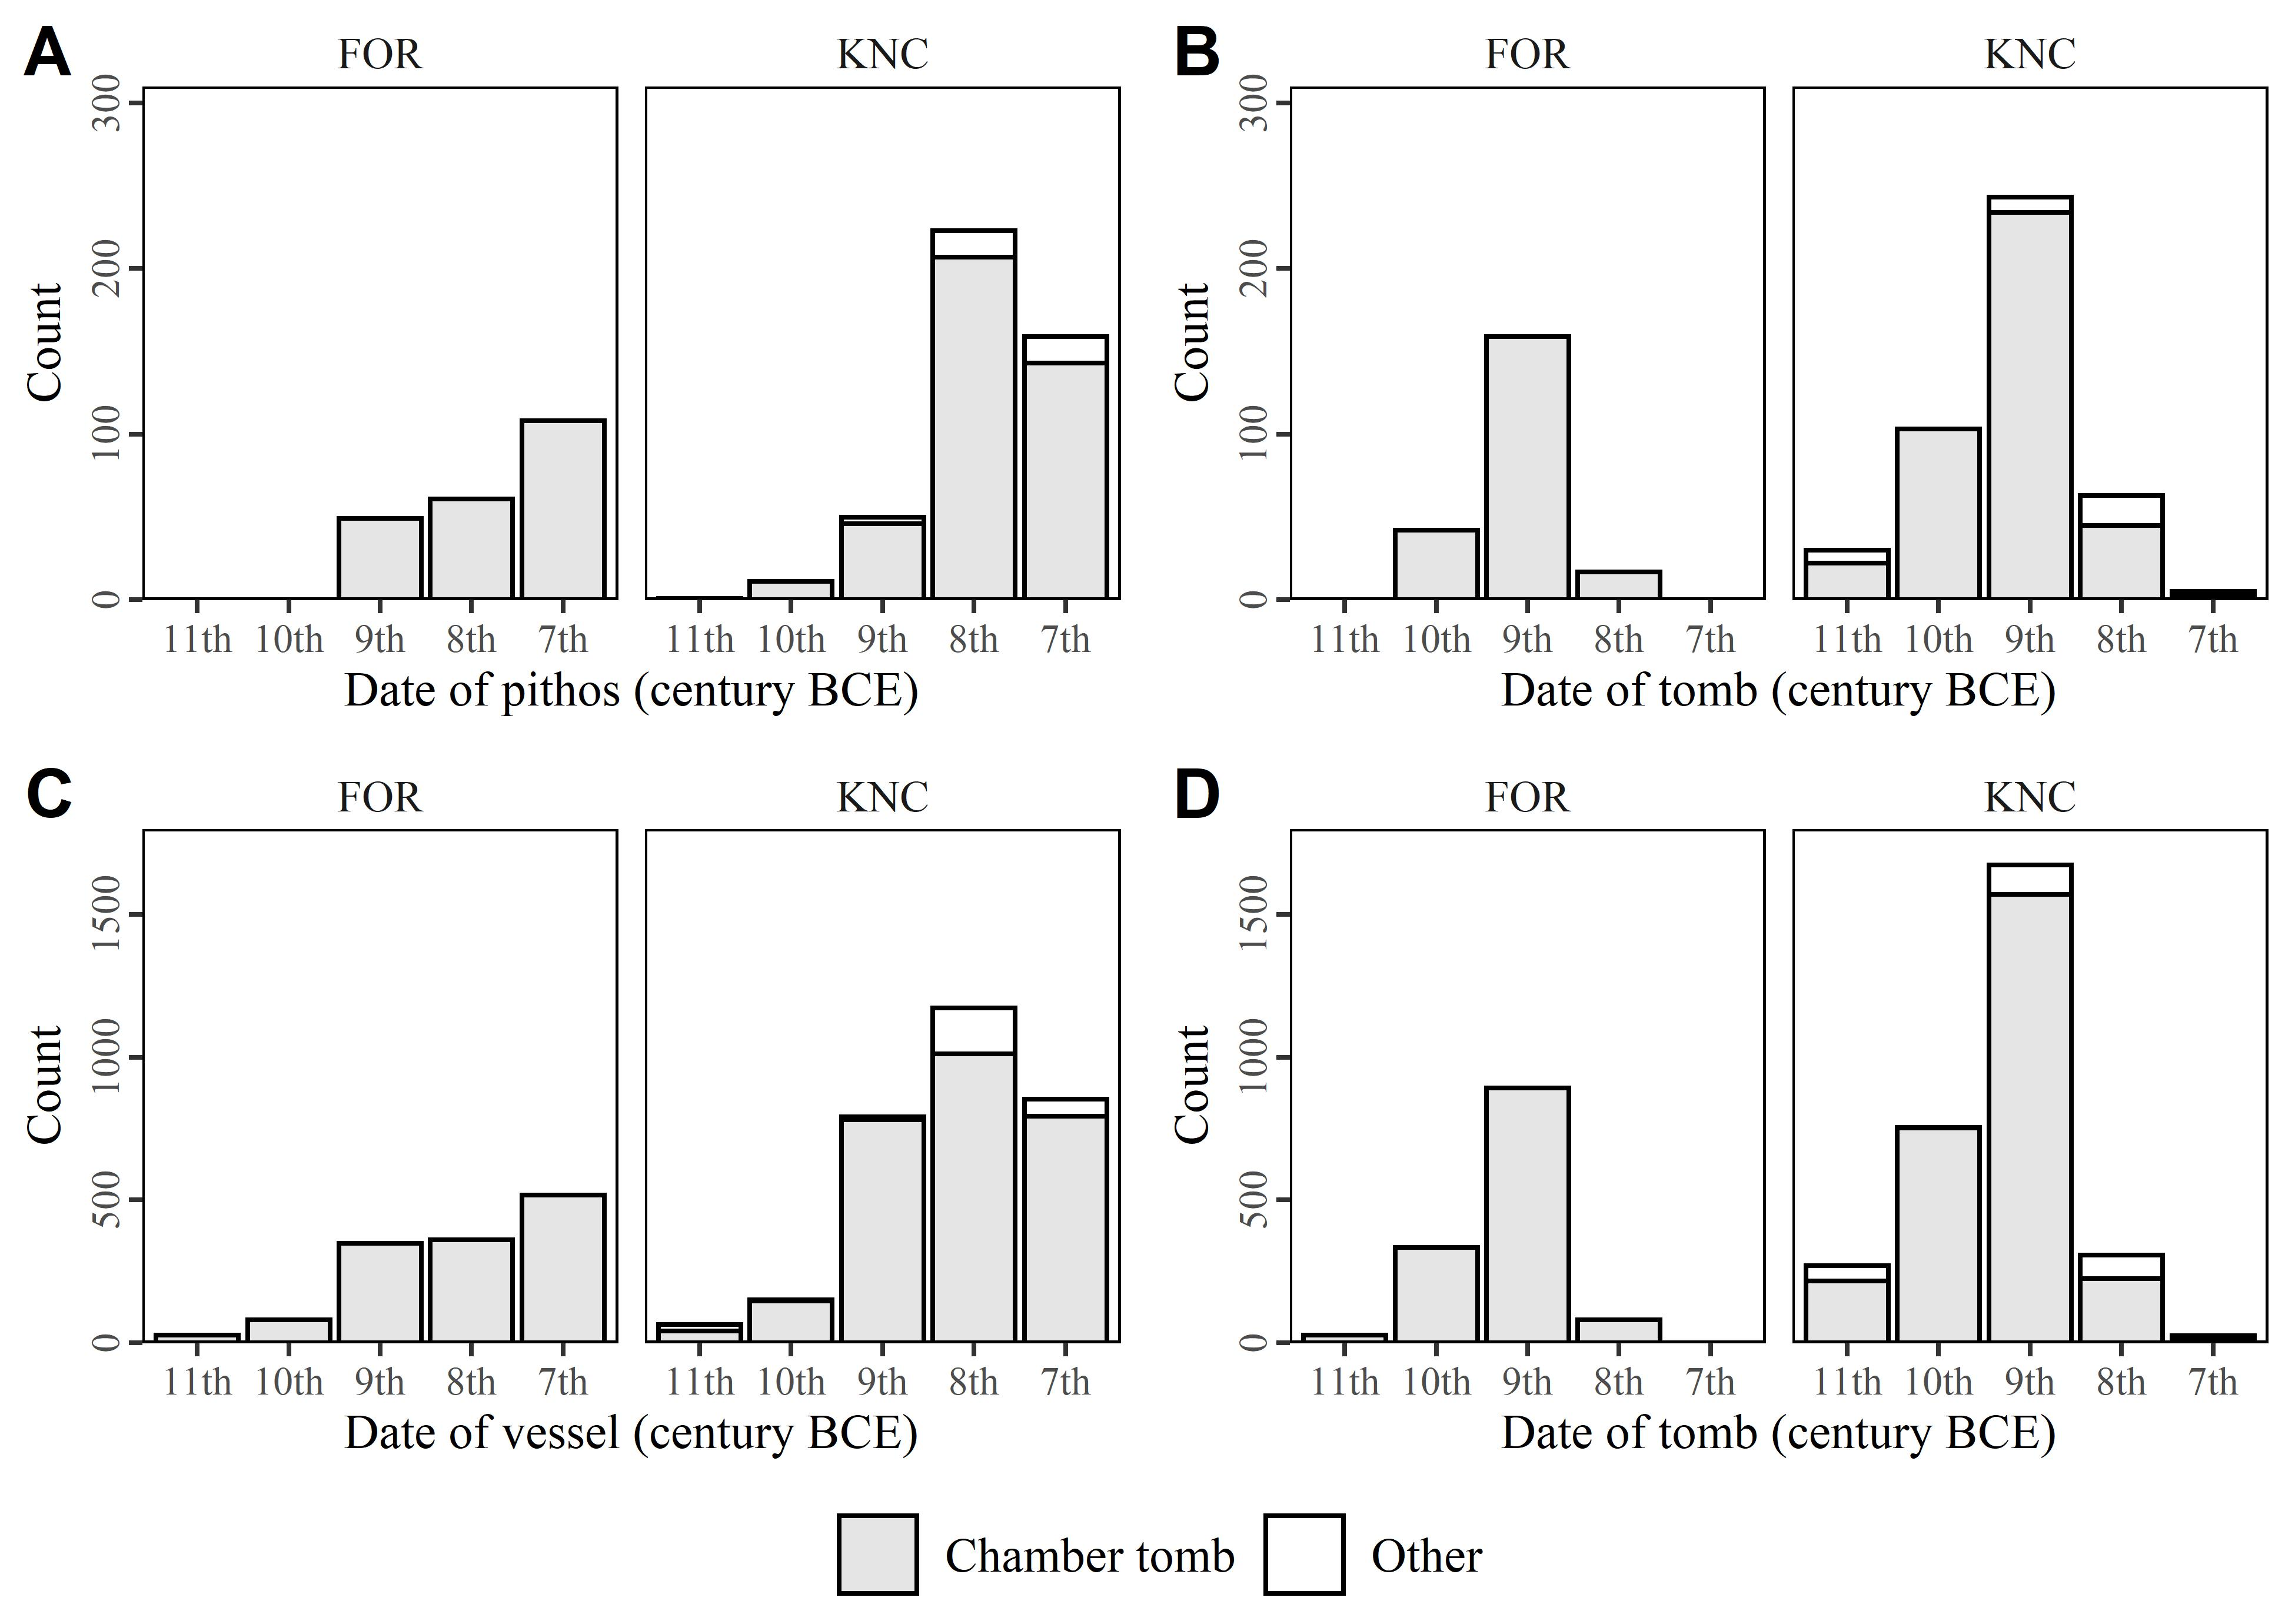 A
FOR KNC
Count
300
200
100
0
11th 10th 9th 8th 7th 11th 10th 9th 8th 7th
Date of pithos (century BCE)
B
FOR KNC
Count
300
200
100
0
11th 10th 9th 8th 7th 11th 10th 9th 8th 7th
Date of tomb (century BCE)
C
FOR KNC
Count
1500
1000
500
0
11th 10th 9th 8th 7th 11th 10th 9th 8th 7th
Date of vessel (century BCE)
D
FOR KNC
Count
1500
1000
500
0
11th 10th 9th 8th 7th 11th 10th 9th 8th 7th
Date of tomb (century BCE)
Chamber tomb Other